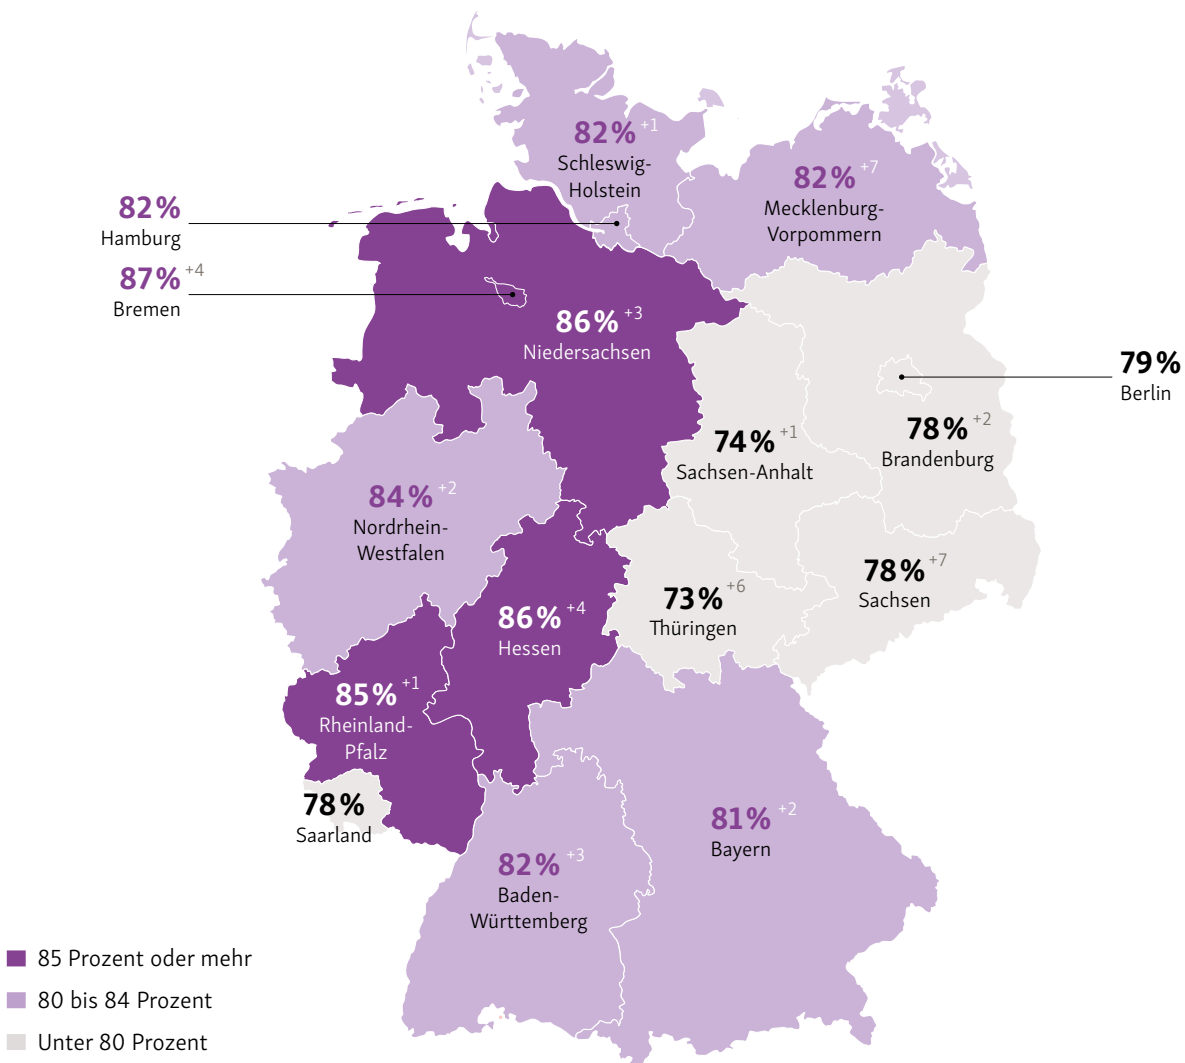 82% +1
Schleswig-
Holstein
82% +7
Mecklenburg-
Vorpommern
82%
Hamburg
87% +4
Bremen
86% +3
Niedersachsen
79%
Berlin
74% +1
Sachsen-Anhalt
78% +2
Brandenburg
84% +2
Nordrhein-
Westfalen
78% +7
Sachsen
73% +6
Thüringen
86% +4
Hessen
85% +1
Rheinland-
Pfalz
78%
Saarland
81% +2
Bayern
82% +3
Baden-
Württemberg
85 Prozent oder mehr
80 bis 84 Prozent
Unter 80 Prozent